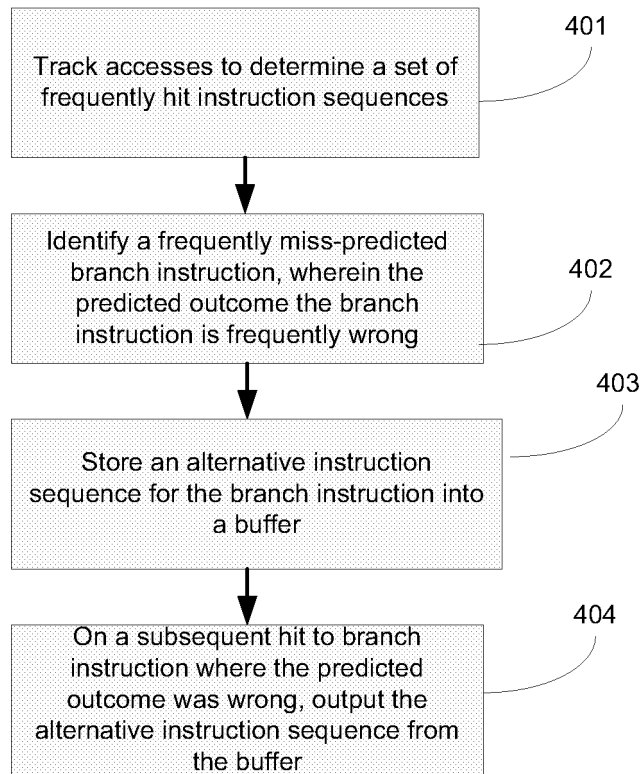 401
Track accesses to determine a set of
frequently hit instruction sequences
Identify a frequently miss-predicted
branch instruction, wherein the
predicted outcome the branch
instruction is frequently wrong
402
403
Store an alternative instruction
sequence for the branch instruction into
a buffer
404
On a subsequent hit to branch
instruction where the predicted
outcome was wrong, output the
alternative instruction sequence from
the buffer